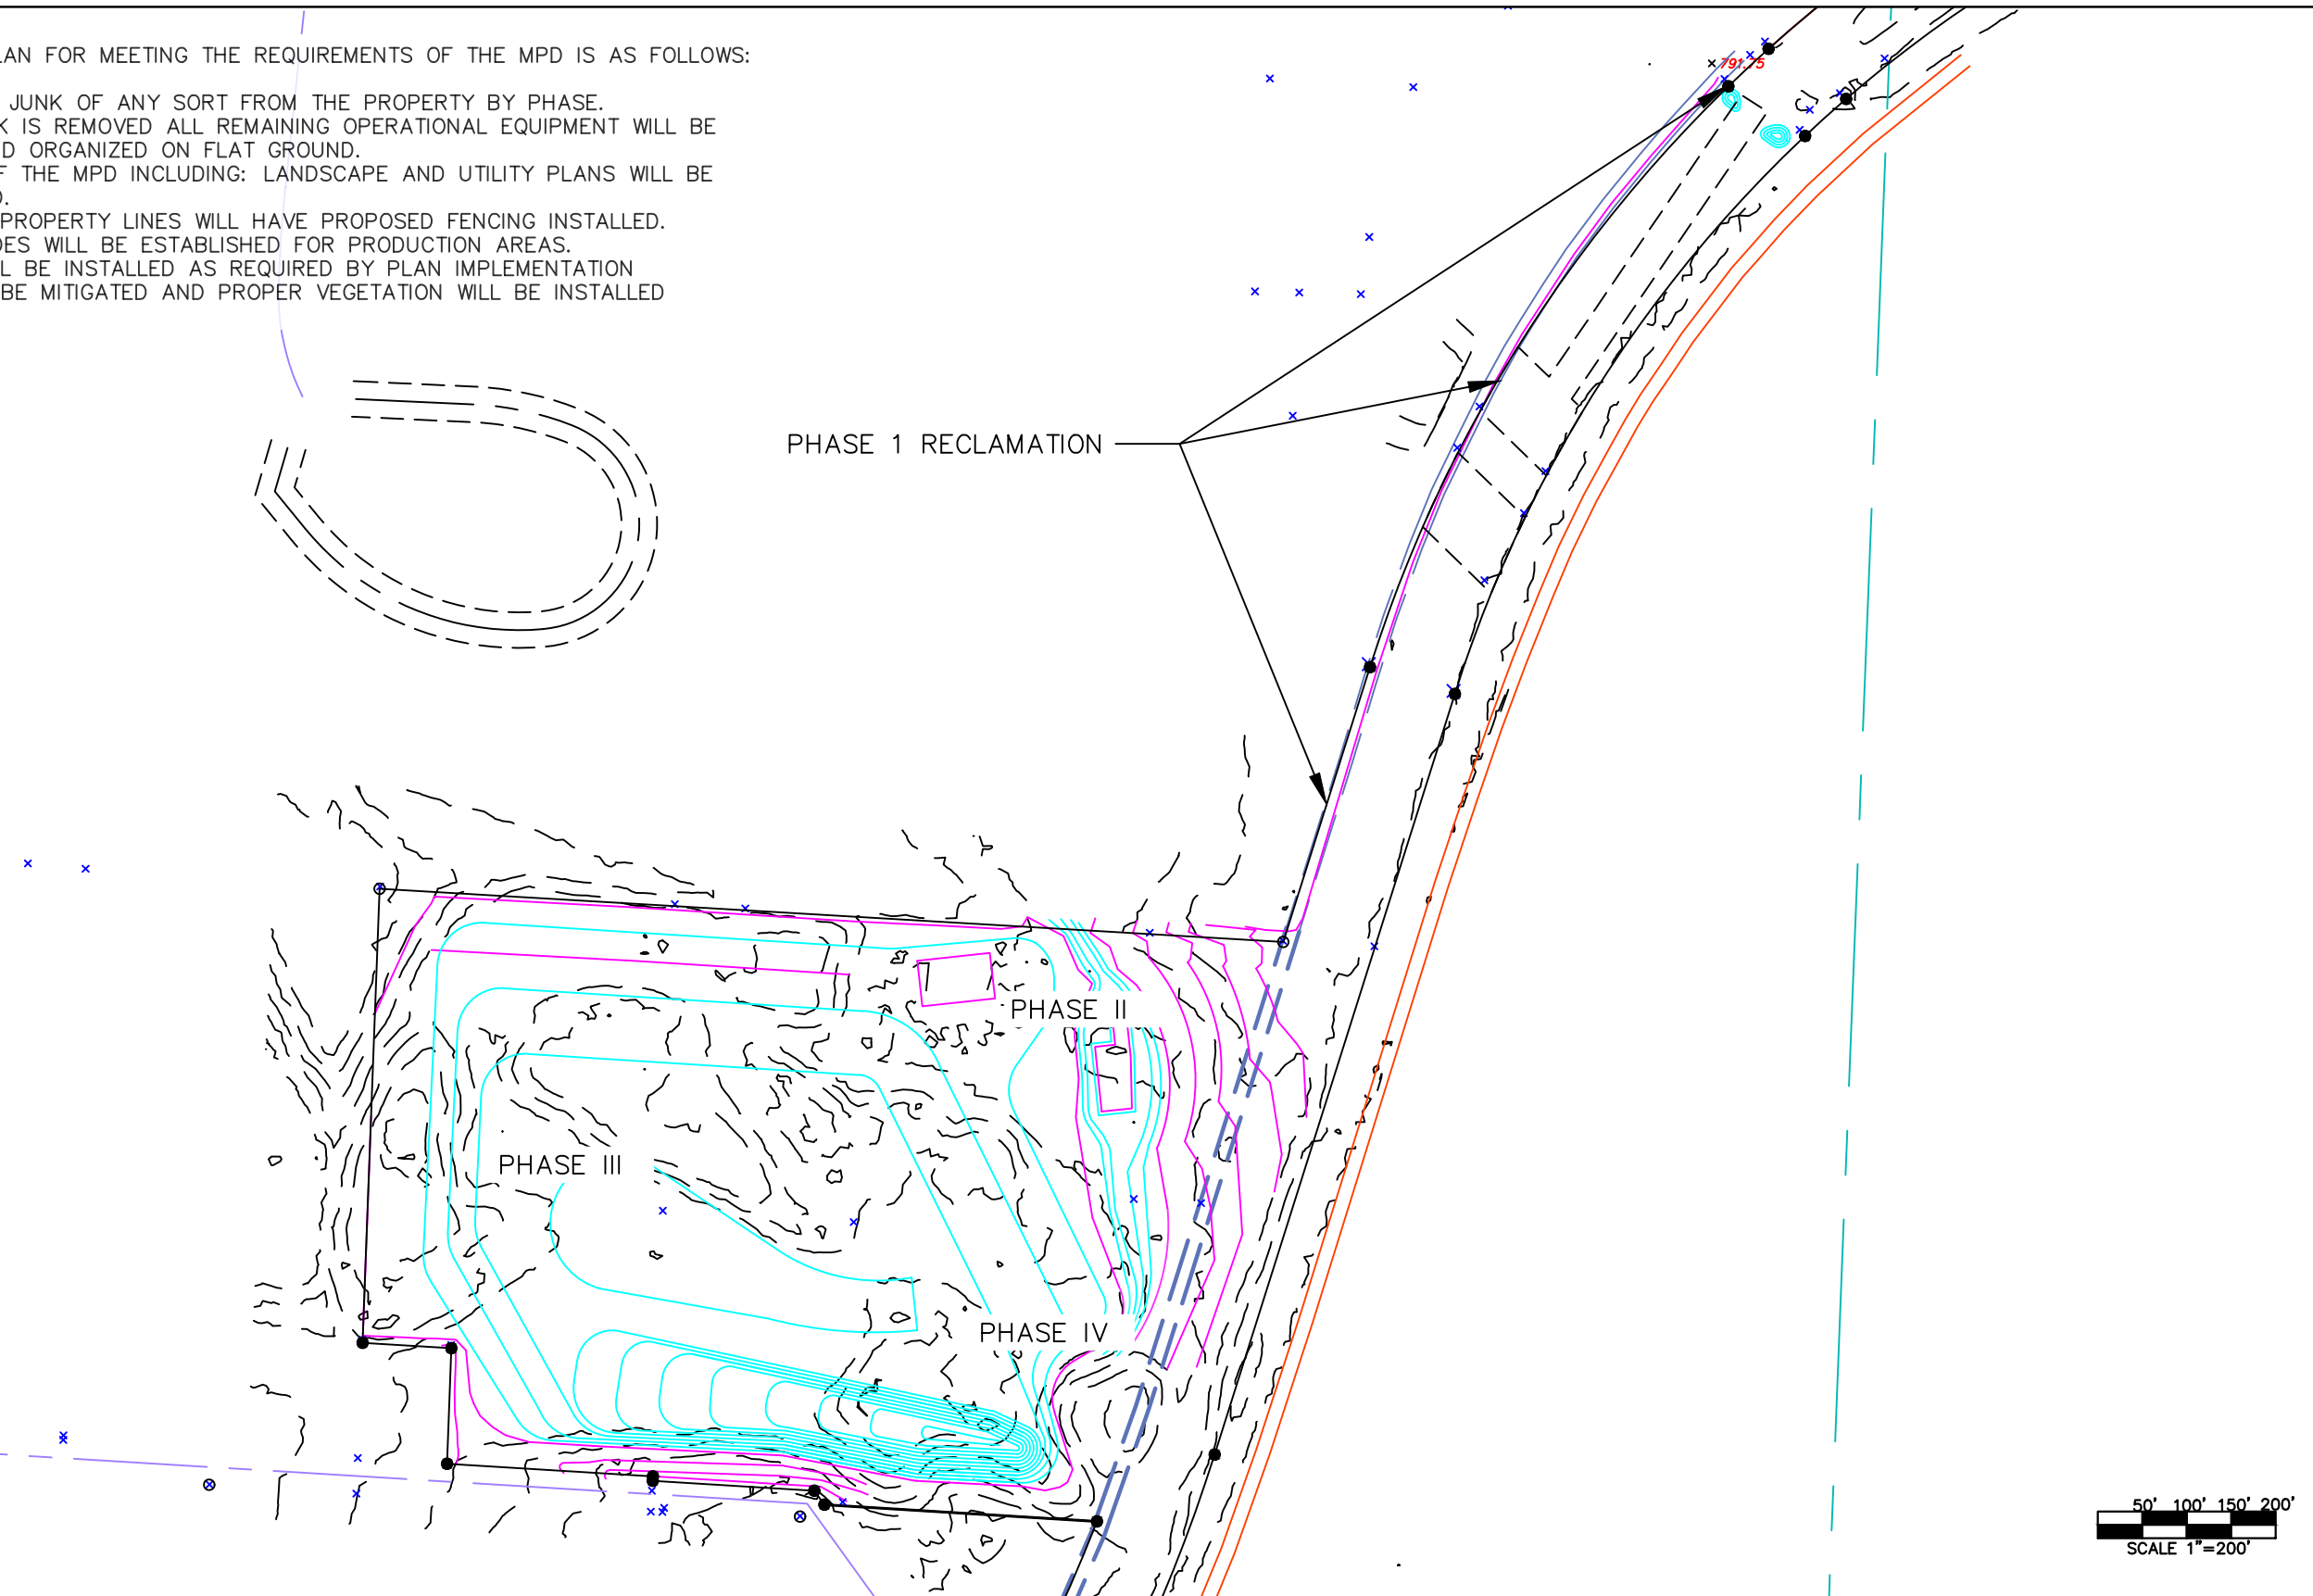 LAN FOR MEETING THE REQUIREMENTS OF THE MPD IS AS FOLLOWS:
JUNK OF ANY SORT FROM THE PROPERTY BY PHASE.
K IS REMOVED ALL REMAINING OPERATIONAL EQUIPMENT WILL BE
D ORGANIZED ON FLAT GROUND.
F THE MPD INCLUDING: LANDSCAPE AND UTILITY PLANS WILL BE
D.
PROPERTY LINES WILL HAVE PROPOSED FENCING INSTALLED.
DES WILL BE ESTABLISHED FOR PRODUCTION AREAS.
L BE INSTALLED AS REQUIRED BY PLAN IMPLEMENTATION
BE MITIGATED AND PROPER VEGETATION WILL BE INSTALLED
791.75
PHASE 1 RECLAMATION
PHASE II
PHASE III
PHASE IV
50' 100' 150' 200'
SCALE 1"=200'